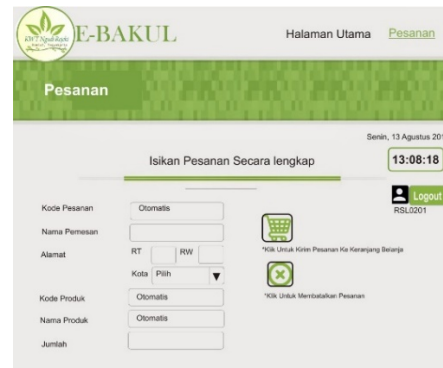 E-BAKUL
Halaman Utama
Pesanan
Pesanan
Senin, 13 Agustus 201
Isikan Pesanan Secara lengkap
13:08:18
Logout
RSL0201
Kode Pesanan
Otomatis
Nama Pemesan
Alamat
RT
RW
Kota
Pilih
*Klik Untuk Kirim Pesanan Ke Keranjang Belanja
*Klik Untuk Membatalkan Pesanan
Kode Produk
Otomatis
Nama Produk
Otomatis
Jumlah